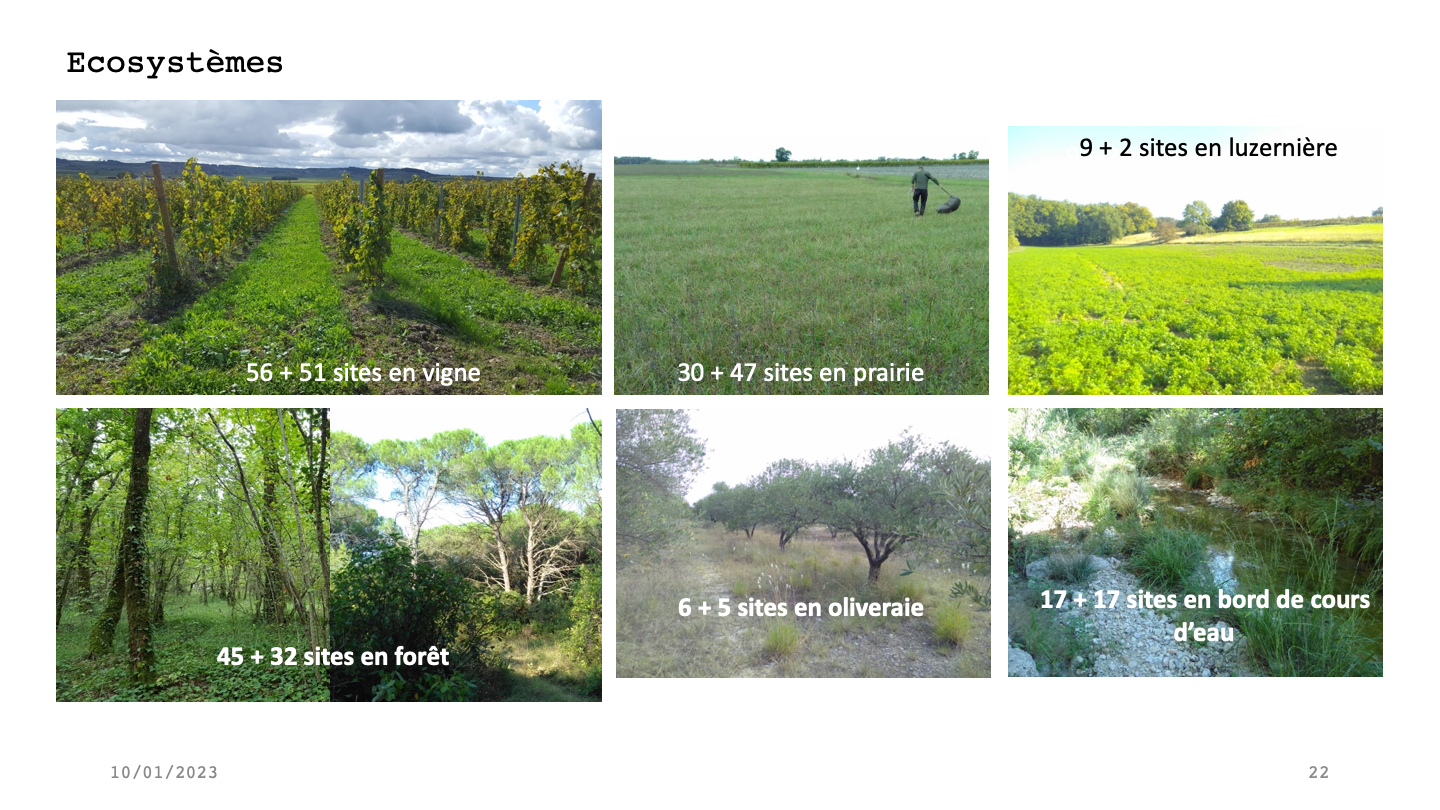 Ecosystèmes
9 + 2 sites en luzernière
56 + 51 sites en vigne
30 + 47 sites en prairie
6 + 5 sites en oliveraie
17 + 17 sites en bord de cours
d’eau
45 + 32 sites en forêt
10/01/2023
22